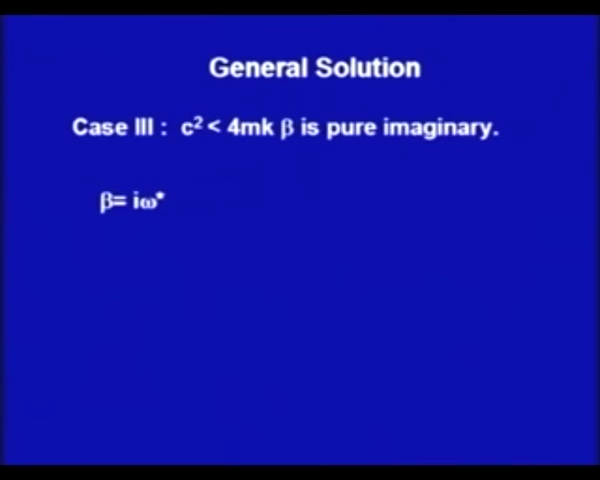 General Solution
Case III : c² < 4mk β is pure imaginary.
β= iω*